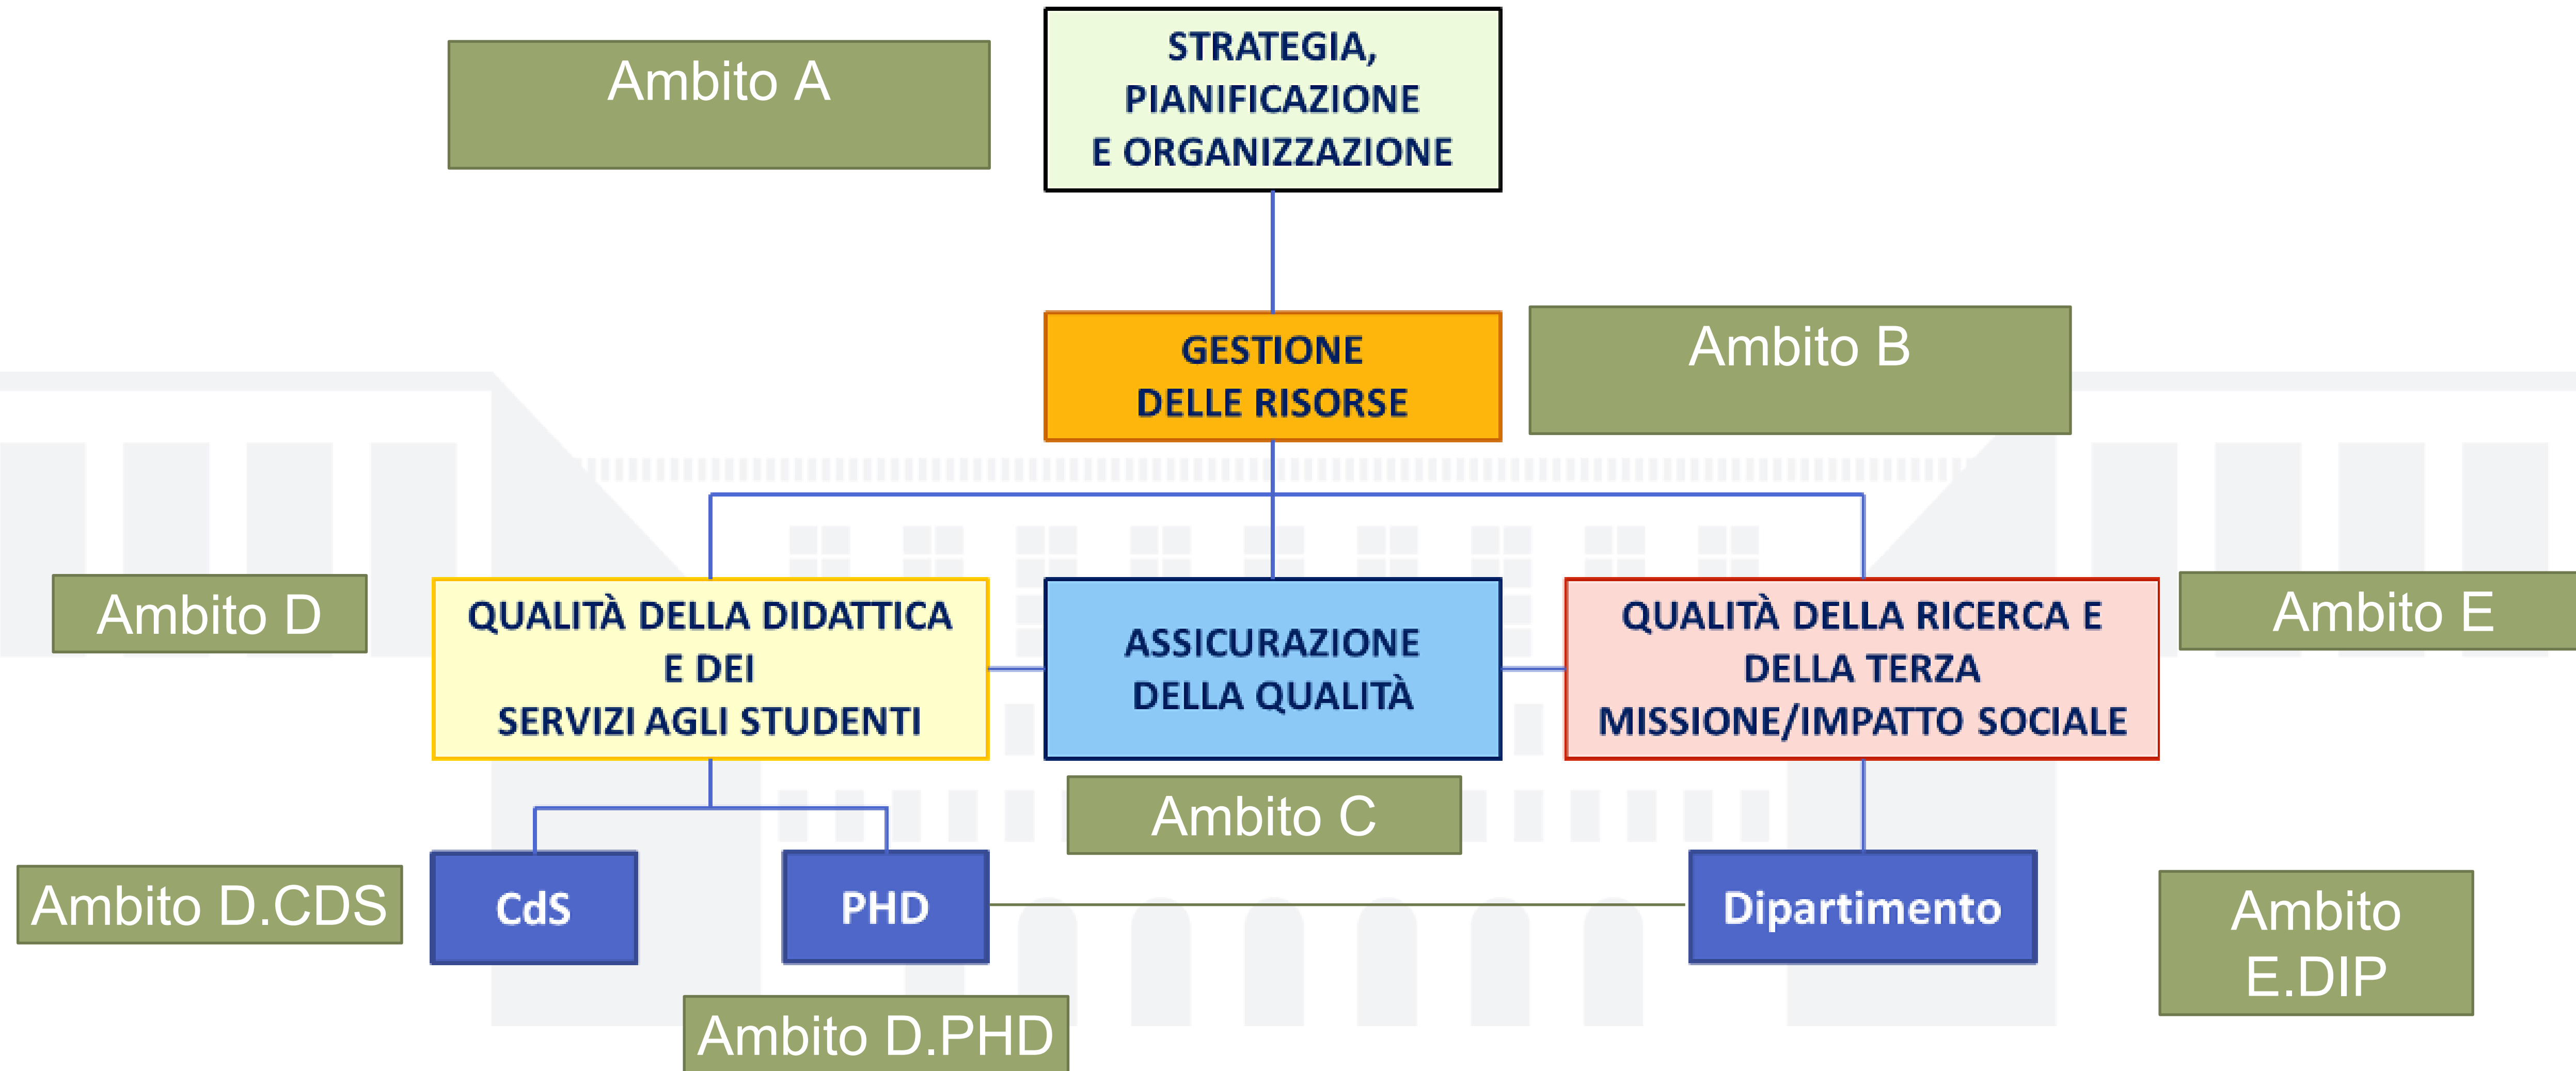 Ambito A
STRATEGIA,
PIANIFICAZIONE
E ORGANIZZAZIONE
GESTIONE
DELLE RISORSE
Ambito B
Ambito D
QUALITÀ DELLA DIDATTICA
E DEI
SERVIZI AGLI STUDENTI
ASSICURAZIONE
DELLA QUALITÀ
QUALITÀ DELLA RICERCA E
DELLA TERZA
MISSIONE/IMPATTO SOCIALE
Ambito E
Ambito C
Ambito D.CDS
CdS
PHD
Dipartimento
Ambito
E.DIP
Ambito D.PHD